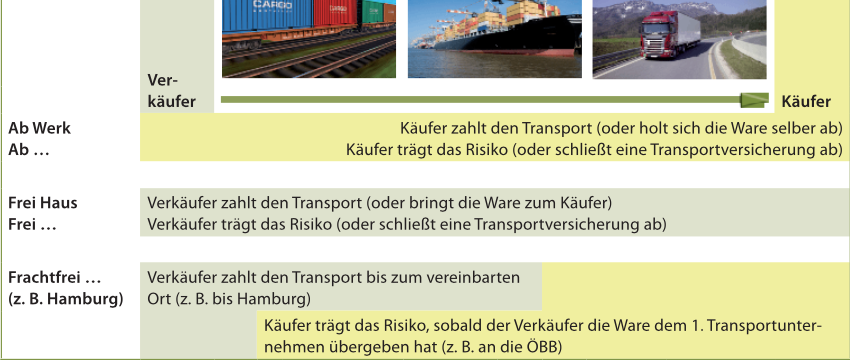 CARGO
CARGO
Ver-
käufer
Käufer
Ab Werk
Käufer zahlt den Transport (oder holt sich die Ware selber ab)
Ab …
Käufer trägt das Risiko (oder schließt eine Transportversicherung ab)
Frei Haus
Verkäufer zahlt den Transport (oder bringt die Ware zum Käufer)
Frei …
Verkäufer trägt das Risiko (oder schließt eine Transportversicherung ab)
Frachtfrei …
Verkäufer zahlt den Transport bis zum vereinbarten
(z. B. Hamburg)
Ort (z. B. bis Hamburg)
Käufer trägt das Risiko, sobald der Verkäufer die Ware dem 1. Transportunter-
nehmen übergeben hat (z. B. an die ÖBB)